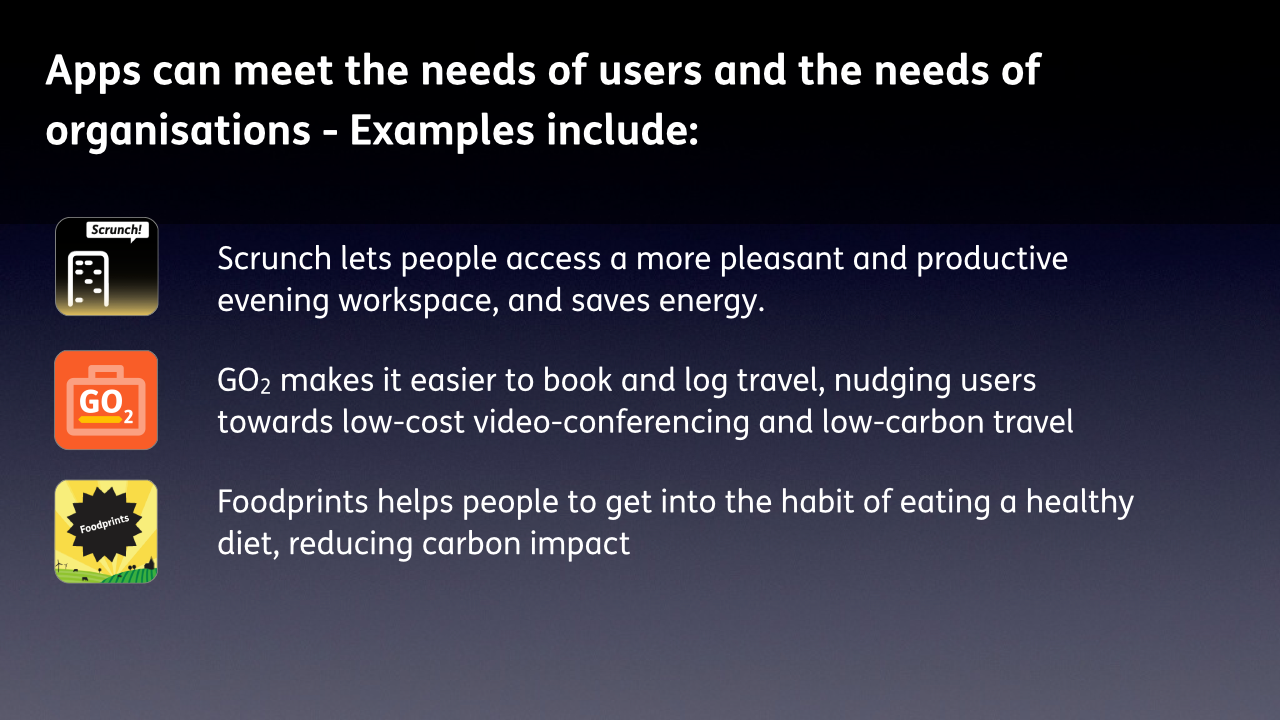 Apps can meet the needs of users and the needs of
organisations - Examples include:
Scrunch!
Scrunch lets people access a more pleasant and productive
evening workspace, and saves energy.
GO₂
GO₂ makes it easier to book and log travel, nudging users
towards low-cost video-conferencing and low-carbon travel
Foodprints
Foodprints helps people to get into the habit of eating a healthy
diet, reducing carbon impact